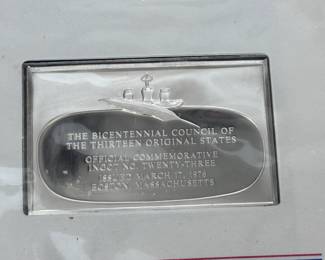 THE BICENTENNIAL COUNCIL OF
THE THIRTEEN ORIGINAL STATES
OFFICIAL COMMEMORATIVE
INGOT NO. TWENTY-THREE
ISSUED MARCH 17, 1976
BOSTON, MASSACHUSETTS